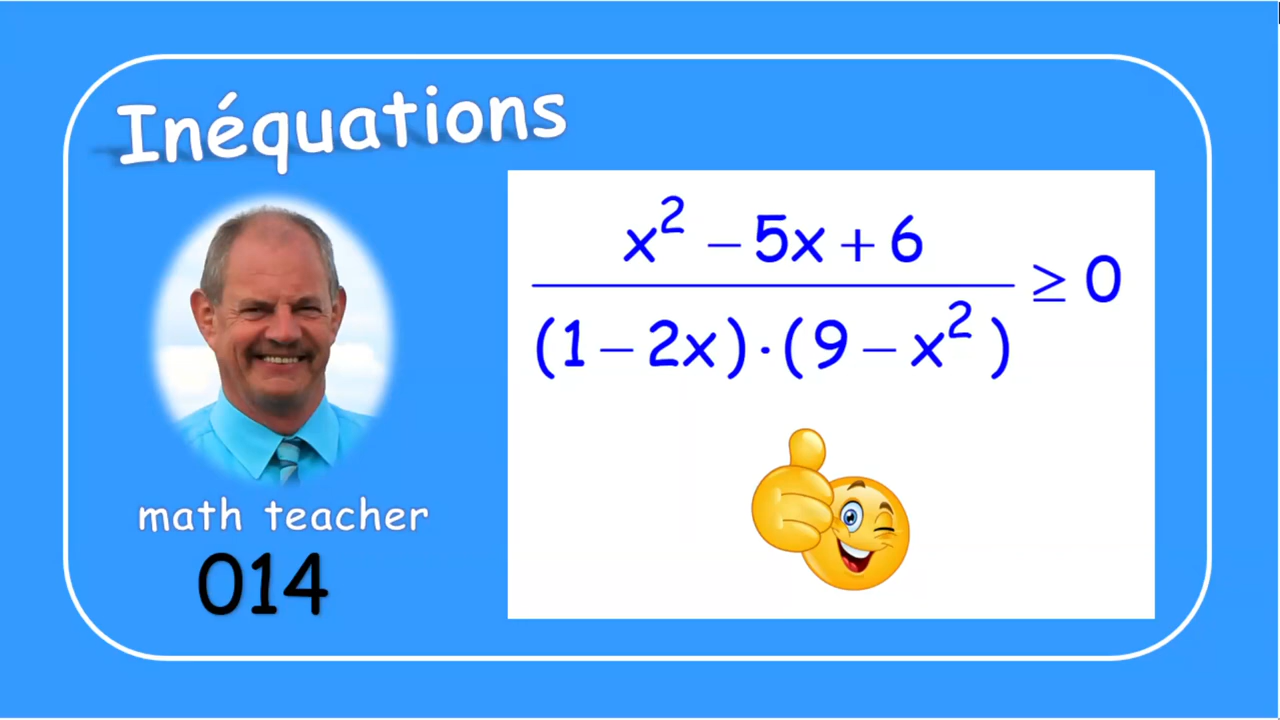 Inéquations
x² − 5x + 6
≥ 0
(1 − 2x) · (9 − x²)
math teacher
014